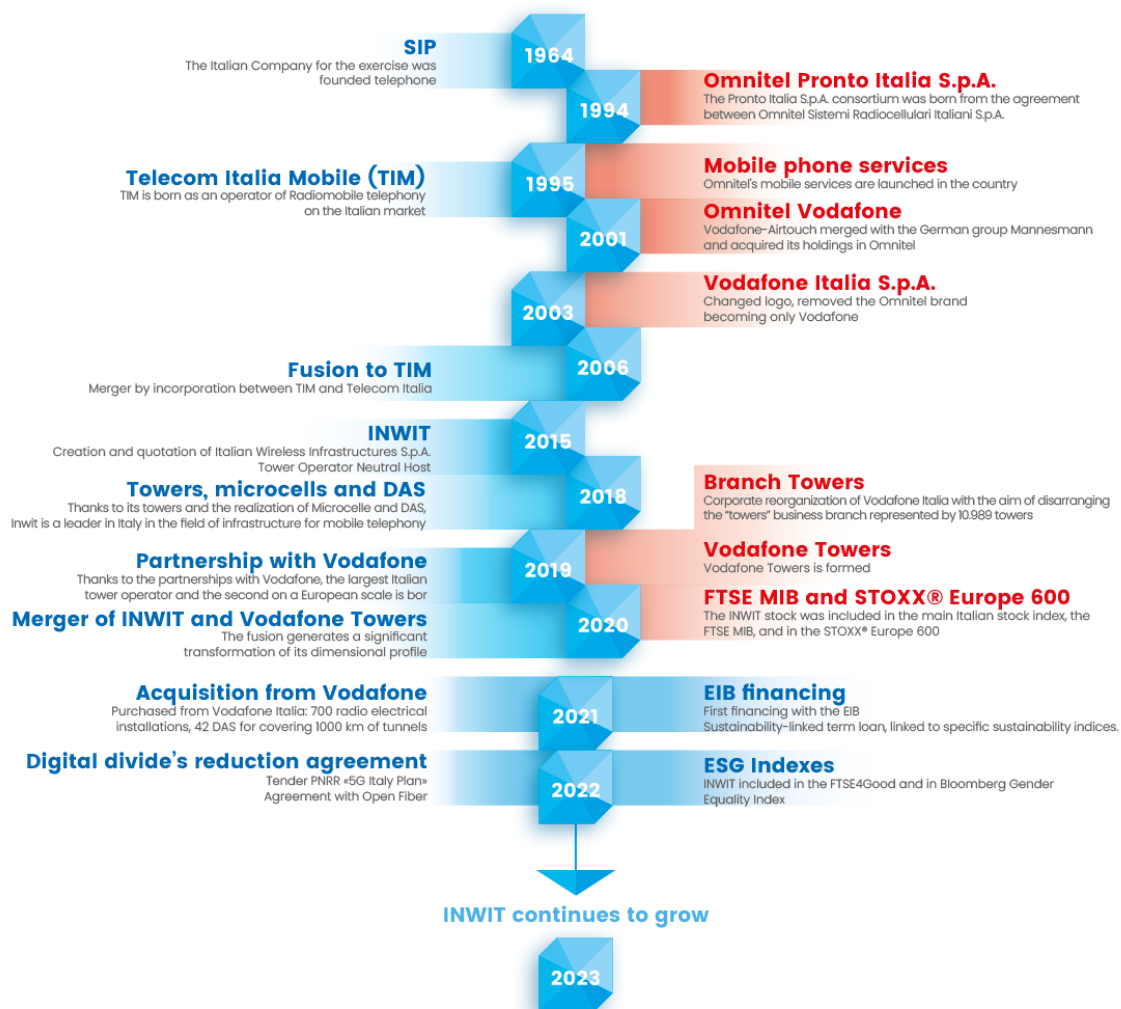 1964
SIP
The Italian Company for the exercise was
founded telephone
1994
Omnitel Pronto Italia S.p.A.
The Pronto Italia S.p.A. consortium was born from the agreement
between Omnitel Sistemi Radiocellulari Italiani S.p.A.
1995
Telecom Italia Mobile (TIM)
TIM is born as an operator of Radiomobile telephony
on the Italian market
Mobile phone services
Omnitel's mobile services are launched in the country
2001
Omnitel Vodafone
Vodafone-Airtouch merged with the German group Mannesmann
and acquired its holdings in Omnitel
2003
Vodafone Italia S.p.A.
Changed logo, removed the Omnitel brand
becoming only Vodafone
2006
Fusion to TIM
Merger by incorporation between TIM and Telecom Italia
2015
INWIT
Creation and quotation of Italian Wireless Infrastructures S.p.A.
Tower Operator Neutral Host
2018
Towers, microcells and DAS
Thanks to its towers and the realization of Microcelle and DAS,
Inwit is a leader in Italy in the field of infrastructure for mobile telephony
Branch Towers
Corporate reorganization of Vodafone Italia with the aim of disarranging
the "towers" business branch represented by 10.989 towers
2019
Partnership with Vodafone
Thanks to the partnerships with Vodafone, the largest Italian
tower operator and the second on a European scale is bor
Vodafone Towers
Vodafone Towers is formed
2020
Merger of INWIT and Vodafone Towers
The fusion generates a significant
transformation of its dimensional profile
FTSE MIB and STOXX® Europe 600
The INWIT stock was included in the main Italian stock index, the
FTSE MIB, and in the STOXX® Europe 600
2021
Acquisition from Vodafone
Purchased from Vodafone Italia: 700 radio electrical
installations, 42 DAS for covering 1000 km of tunnels
EIB financing
First financing with the EIB
Sustainability-linked term loan, linked to specific sustainability indices.
2022
Digital divide's reduction agreement
Tender PNRR «5G Italy Plan»
Agreement with Open Fiber
ESG Indexes
INWIT included in the FTSE4Good and in Bloomberg Gender
Equality Index
INWIT continues to grow
2023